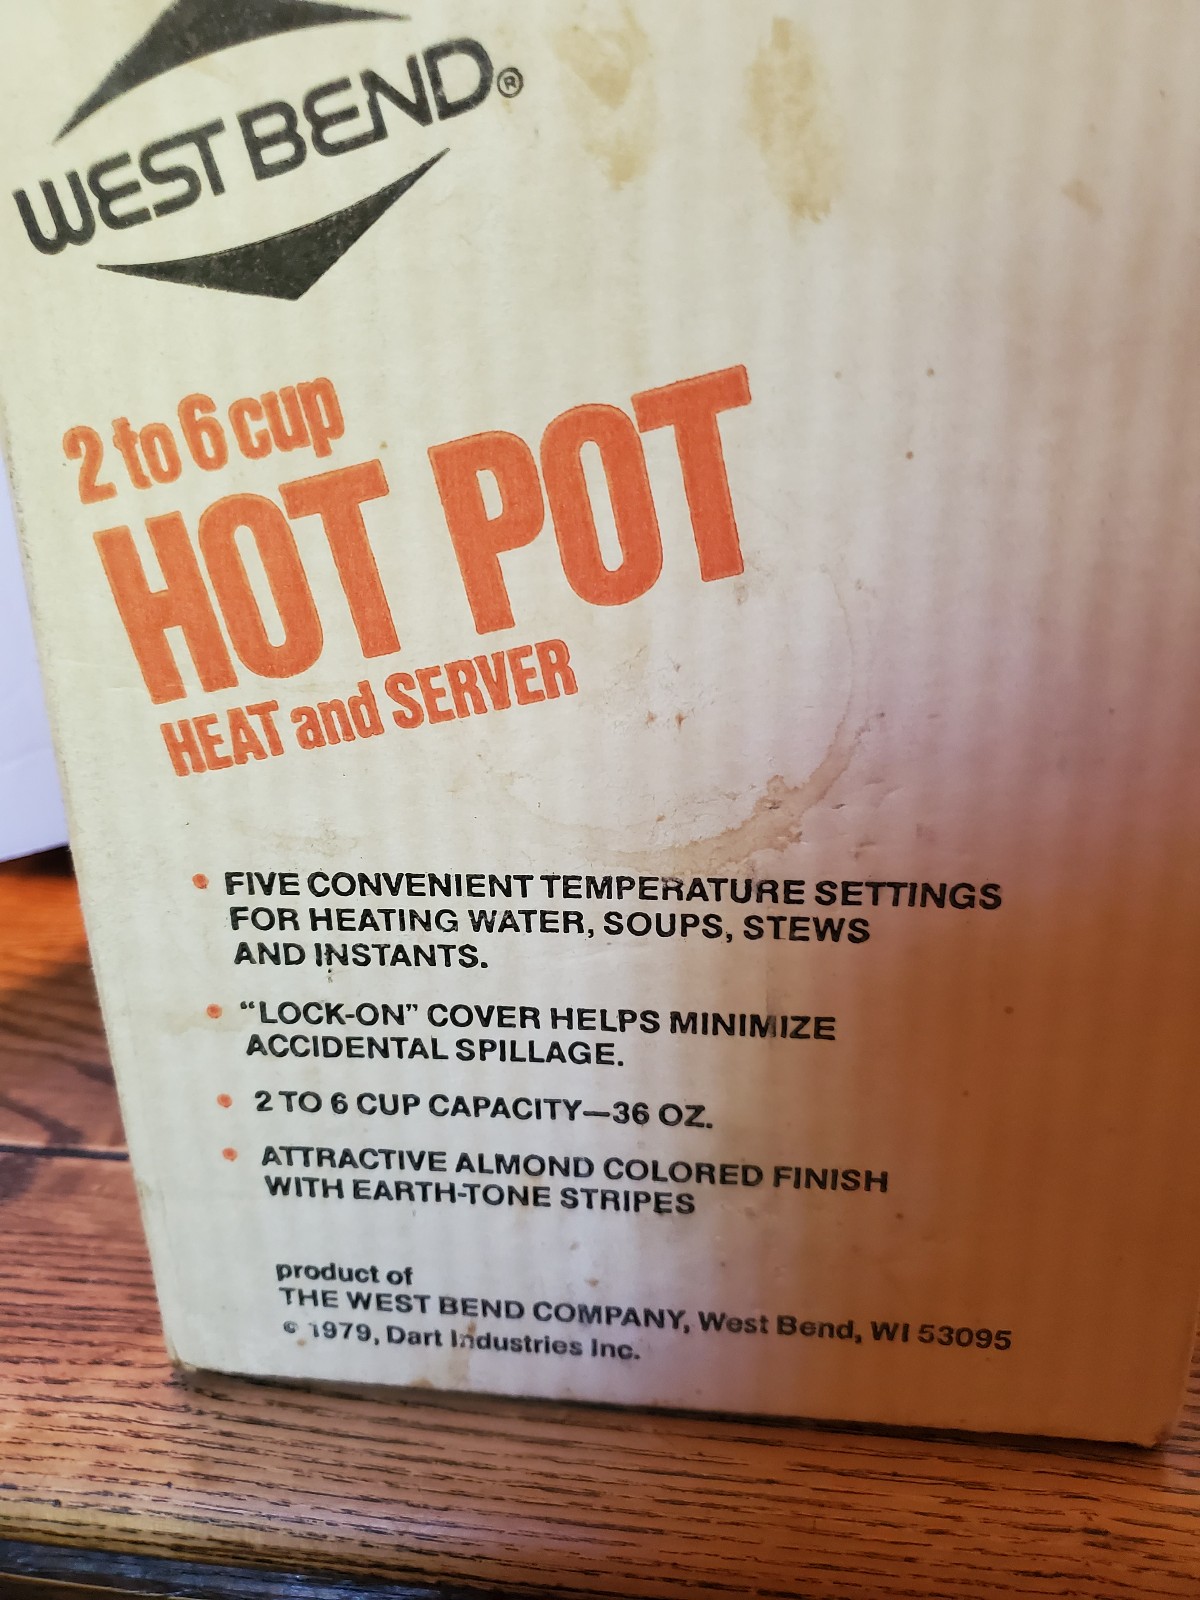 WEST BEND®
2 to 6 cup
HOT POT
HEAT and SERVER
• FIVE CONVENIENT TEMPERATURE SETTINGS
FOR HEATING WATER, SOUPS, STEWS
AND INSTANTS.
• “LOCK-ON” COVER HELPS MINIMIZE
ACCIDENTAL SPILLAGE.
• 2 TO 6 CUP CAPACITY—36 OZ.
• ATTRACTIVE ALMOND COLORED FINISH
WITH EARTH-TONE STRIPES
product of
THE WEST BEND COMPANY, West Bend, WI 53095
© 1979, Dart Industries Inc.